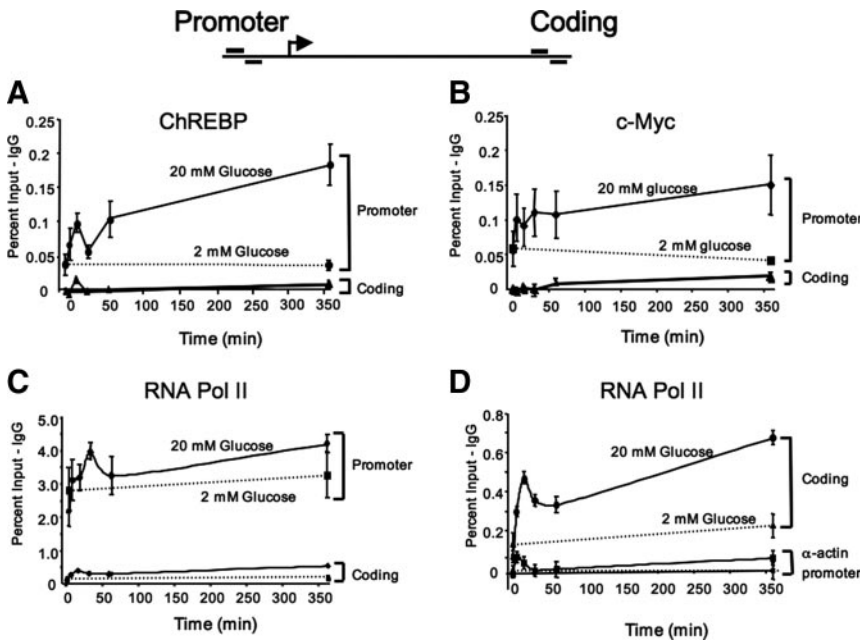 Promoter
Coding
A
ChREBP
Percent Input - IgG
0.25
0.2
0.15
0.1
0.05
0
20 mM Glucose
2 mM Glucose
Promoter
Coding
0 50 100 150 200 250 300 350
Time (min)
B
c-Myc
Percent Input - IgG
0.25
0.20
0.15
0.1
0.05
0
20 mM glucose
2 mM glucose
Promoter
Coding
0 50 100 150 200 250 300 350
Time (min)
C
RNA Pol II
Percent Input - IgG
5.0
4.0
3.0
2.0
1.0
0.0
20 mM Glucose
2 mM Glucose
Promoter
Coding
0 50 100 150 200 250 300 350
Time (min)
D
RNA Pol II
Percent Input - IgG
0.8
0.6
0.4
0.2
0
20 mM Glucose
2 mM Glucose
Coding
α-actin
promoter
0 50 100 150 200 250 300 350
Time (min)